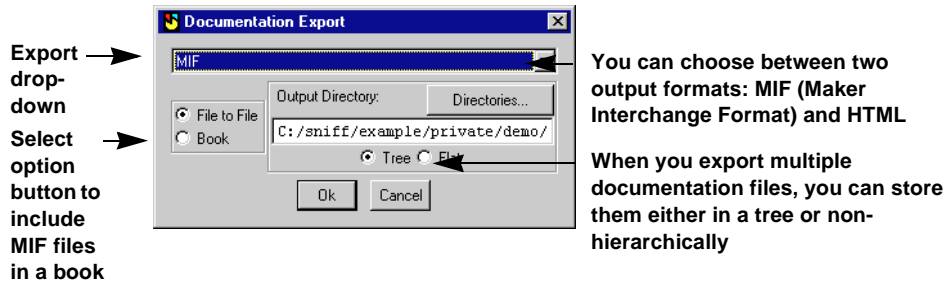 Documentation Export
Export
drop-
down
MIF
You can choose between two
output formats: MIF (Maker
Interchange Format) and HTML
Output Directory:
Directories...
File to File
Book
C:/sniff/example/private/demo/
Tree
Select
option
button to
include
MIF files
in a book
When you export multiple
documentation files, you can store
them either in a tree or non-
hierarchically
Ok
Cancel